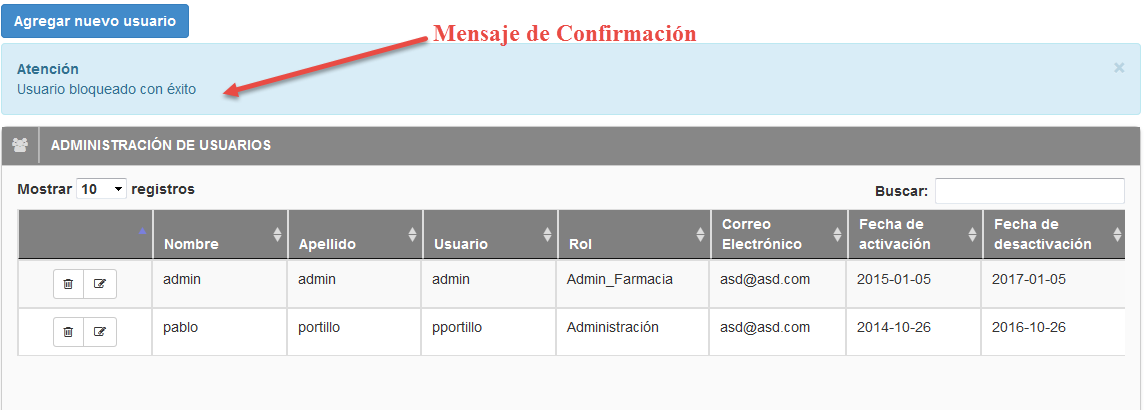 Agregar nuevo usuario
Mensaje de Confirmación
Atención
×
Usuario bloqueado con éxito
ADMINISTRACIÓN DE USUARIOS
Mostrar 10 registros
Buscar:
Nombre Apellido Usuario Rol Correo Electrónico Fecha de activación Fecha de desactivación
admin admin admin Admin_Farmacia asd@asd.com 2015-01-05 2017-01-05
pablo portillo pportillo Administración asd@asd.com 2014-10-26 2016-10-26